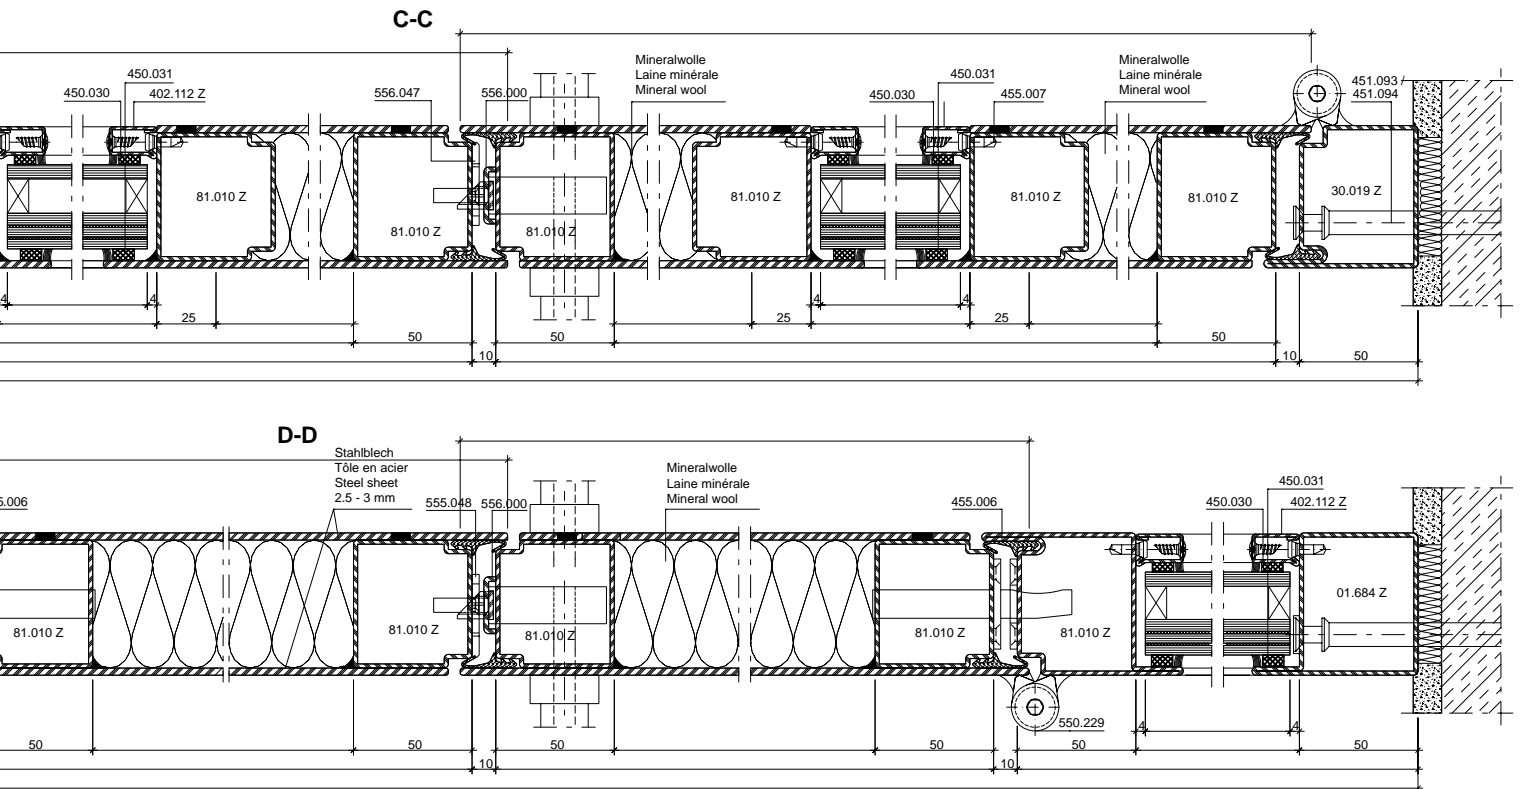 C-C
Mineralwolle
Laine minérale
Mineral wool
Mineralwolle
Laine minérale
Mineral wool
450.031
450.030
402.112 Z
556.047
556.000
450.031
450.030
455.007
451.093
451.094
81.010 Z
81.010 Z
81.010 Z
81.010 Z
81.010 Z
81.010 Z
30.019 Z
4
4
4
4
25
25
25
50
50
50
10
10
50
D-D
Stahlblech
Tôle en acier
Steel sheet
2.5 - 3 mm
Mineralwolle
Laine minérale
Mineral wool
5.006
555.048
556.000
455.006
450.031
450.030
402.112 Z
81.010 Z
81.010 Z
81.010 Z
81.010 Z
81.010 Z
01.684 Z
550.229
4
4
50
50
50
50
50
50
10
10